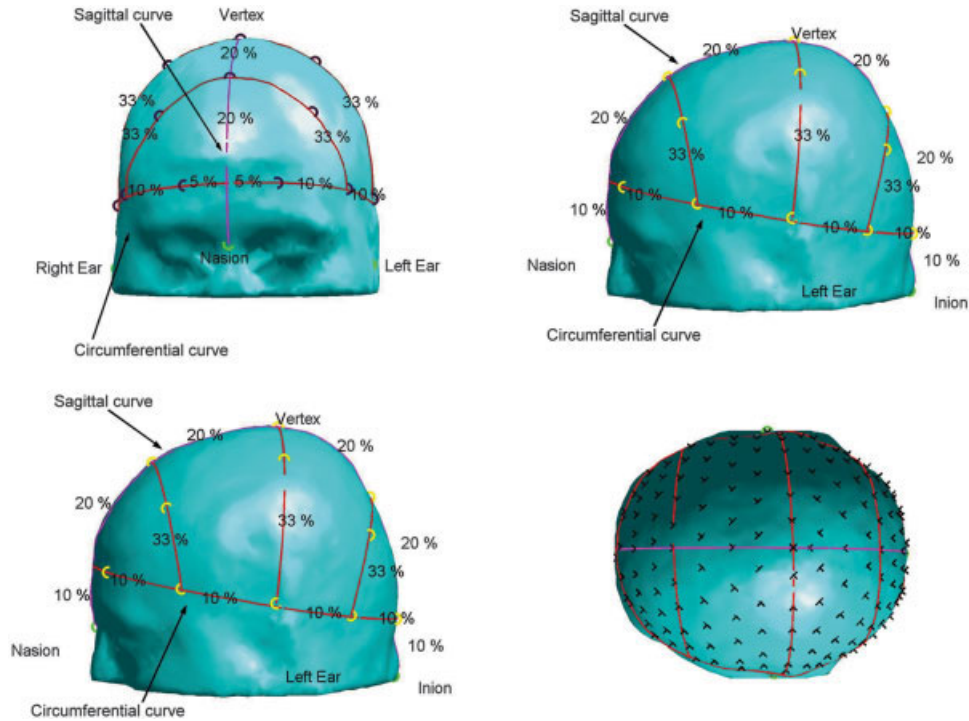 Sagittal curve
Vertex
20 %
33 %
33 %
33 %
20 %
33 %
10 %
5 %
5 %
10 %
10 %
Right Ear
Nasion
Left Ear
Circumferential curve
Sagittal curve
Vertex
20 %
20 %
20 %
33 %
20 %
33 %
33 %
10 %
10 %
10 %
10 %
10 %
10 %
Nasion
Left Ear
Inion
Circumferential curve
Sagittal curve
Vertex
20 %
20 %
20 %
33 %
20 %
33 %
33 %
10 %
10 %
10 %
10 %
10 %
10 %
Nasion
Left Ear
Inion
Circumferential curve